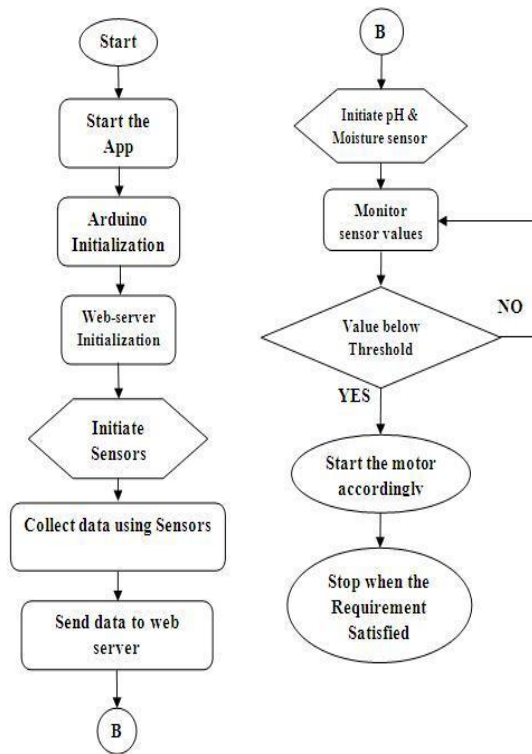 Start
Start the
App
Arduino
Initialization
Web-server
Initialization
Initiate
Sensors
Collect data using Sensors
Send data to web
server
B
B
Initiate pH &
Moisture sensor
Monitor
sensor values
Value below
Threshold
NO
YES
Start the motor
accordingly
Stop when the
Requirement
Satisfied